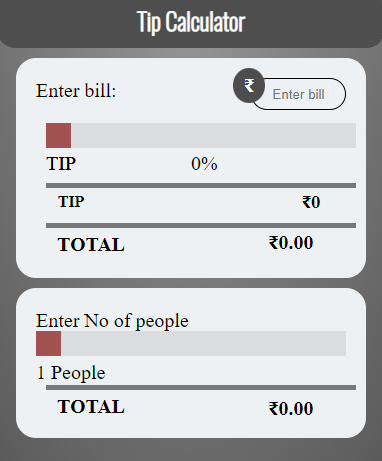 Tip Calculator
Enter bill: ₹ Enter bill
TIP 0%
TIP ₹0
TOTAL ₹0.00
Enter No of people
1 People
TOTAL ₹0.00